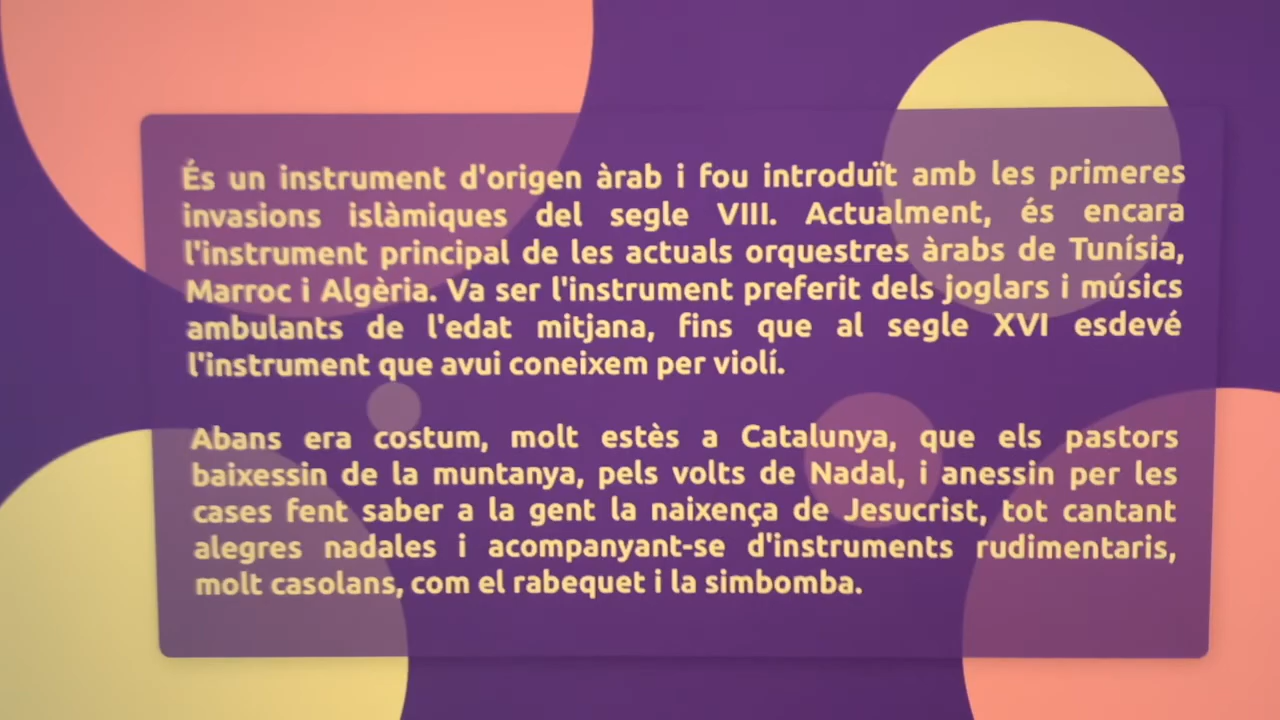 És un instrument d'origen àrab i fou introduït amb les primeres
invasions islàmiques del segle VIII. Actualment, és encara
l'instrument principal de les actuals orquestres àrabs de Tunísia,
Marroc i Algèria. Va ser l'instrument preferit dels joglars i músics
ambulants de l'edat mitjana, fins que al segle XVI esdevé
l'instrument que avui coneixem per violí.
Abans era costum, molt estès a Catalunya, que els pastors
baixessin de la muntanya, pels volts de Nadal, i anessin per les
cases fent saber a la gent la naixença de Jesucrist, tot cantant
alegres nadales i acompanyant-se d'instruments rudimentaris,
molt casolans, com el rabequet i la simbomba.